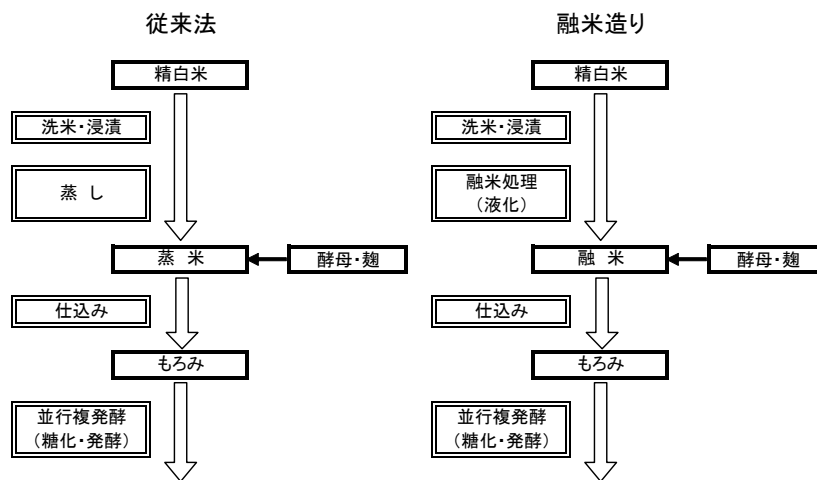 従来法
精白米
洗米・浸漬
蒸 し
蒸 米
酵母・麹
仕込み
もろみ
並行複発酵
（糖化・発酵）
融米造り
精白米
洗米・浸漬
融米処理
（液化）
融 米
酵母・麹
仕込み
もろみ
並行複発酵
（糖化・発酵）